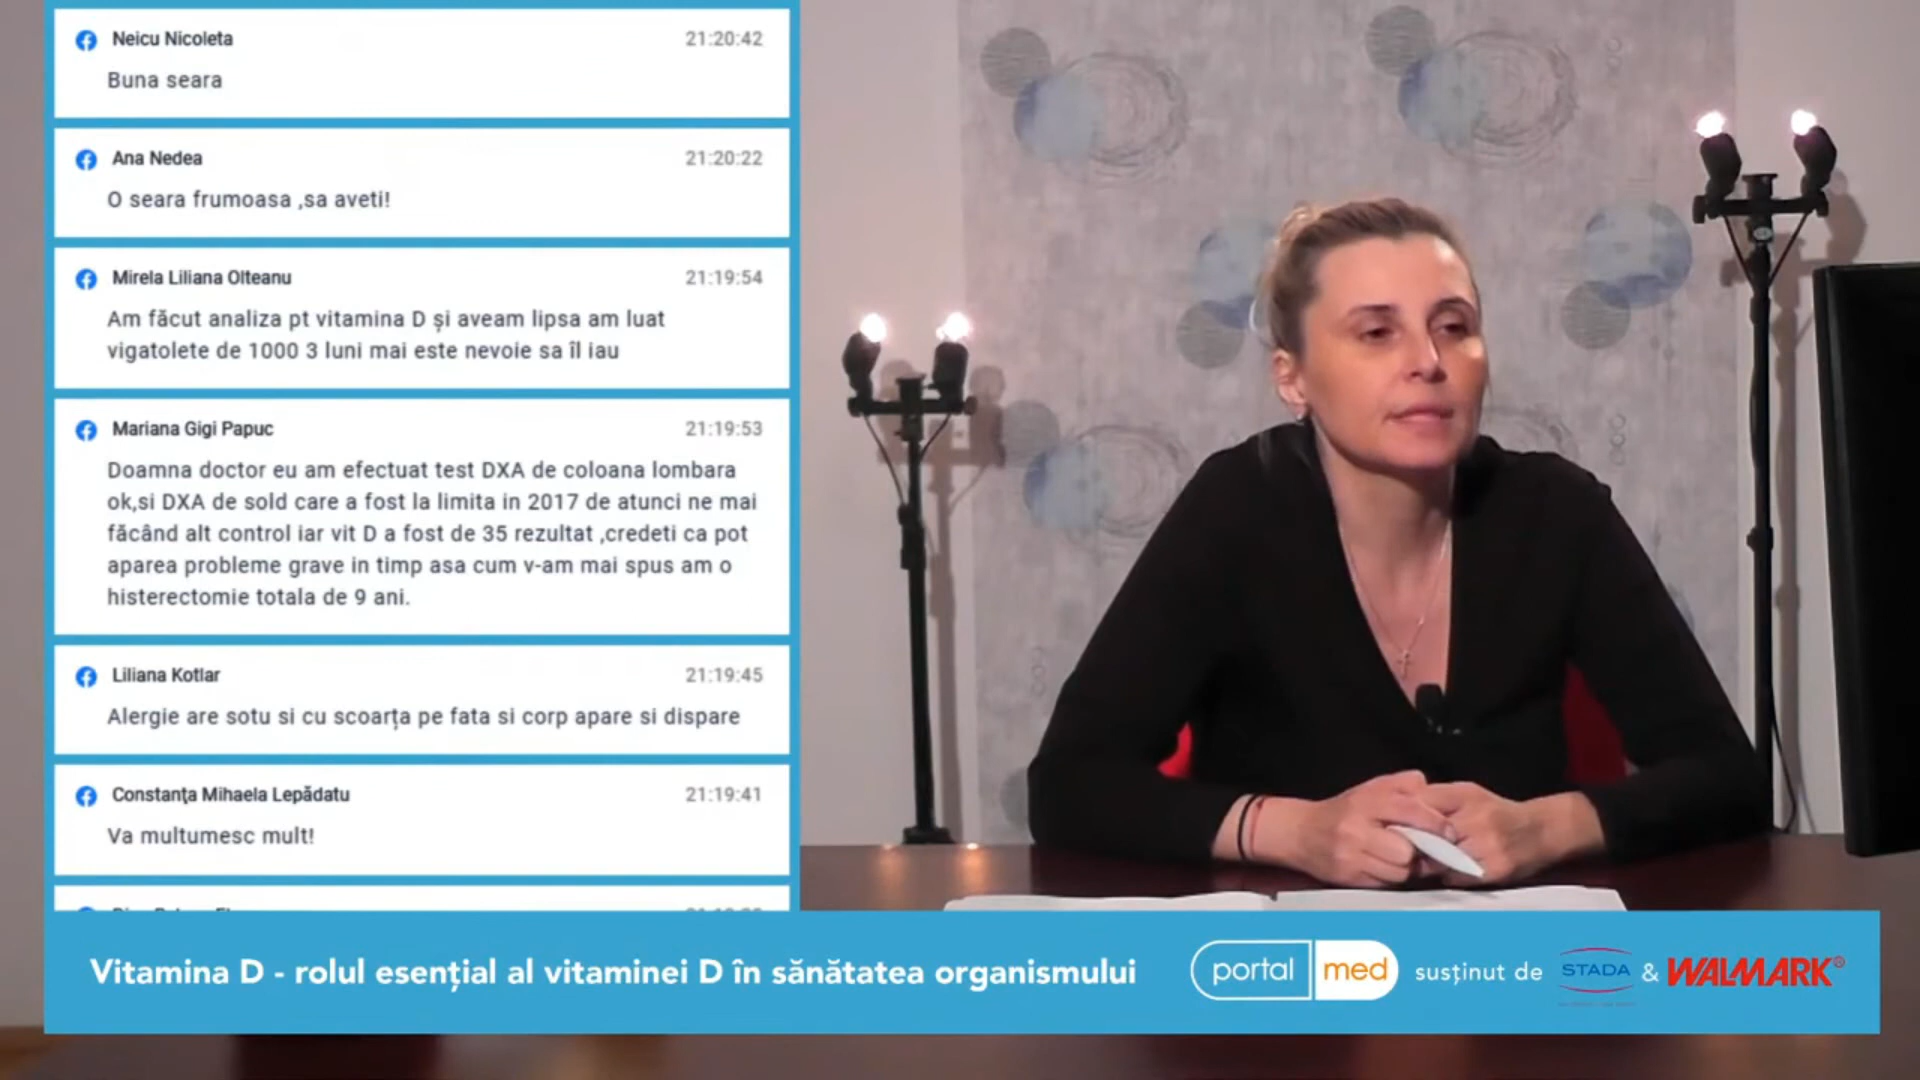 Neicu Nicoleta 21:20:42
Buna seara
Ana Nedea 21:20:22
O seara frumoasa ,sa aveti!
Mirela Liliana Olteanu 21:19:54
Am făcut analiza pt vitamina D și aveam lipsa am luat
vigatolete de 1000 3 luni mai este nevoie sa îl iau
Mariana Gigi Papuc 21:19:53
Doamna doctor eu am efectuat test DXA de coloana lombara
ok,si DXA de sold care a fost la limita in 2017 de atunci ne mai
făcând alt control iar vit D a fost de 35 rezultat ,credeti ca pot
aparea probleme grave in timp asa cum v-am mai spus am o
histerectomie totala de 9 ani.
Liliana Kotlar 21:19:45
Alergie are sotu si cu scoarța pe fata si corp apare si dispare
Constanţa Mihaela Lepădatu 21:19:41
Va multumesc mult!
Vitamina D - rolul esențial al vitaminei D în sănătatea organismului
portal med susținut de STADA & WALMARK®